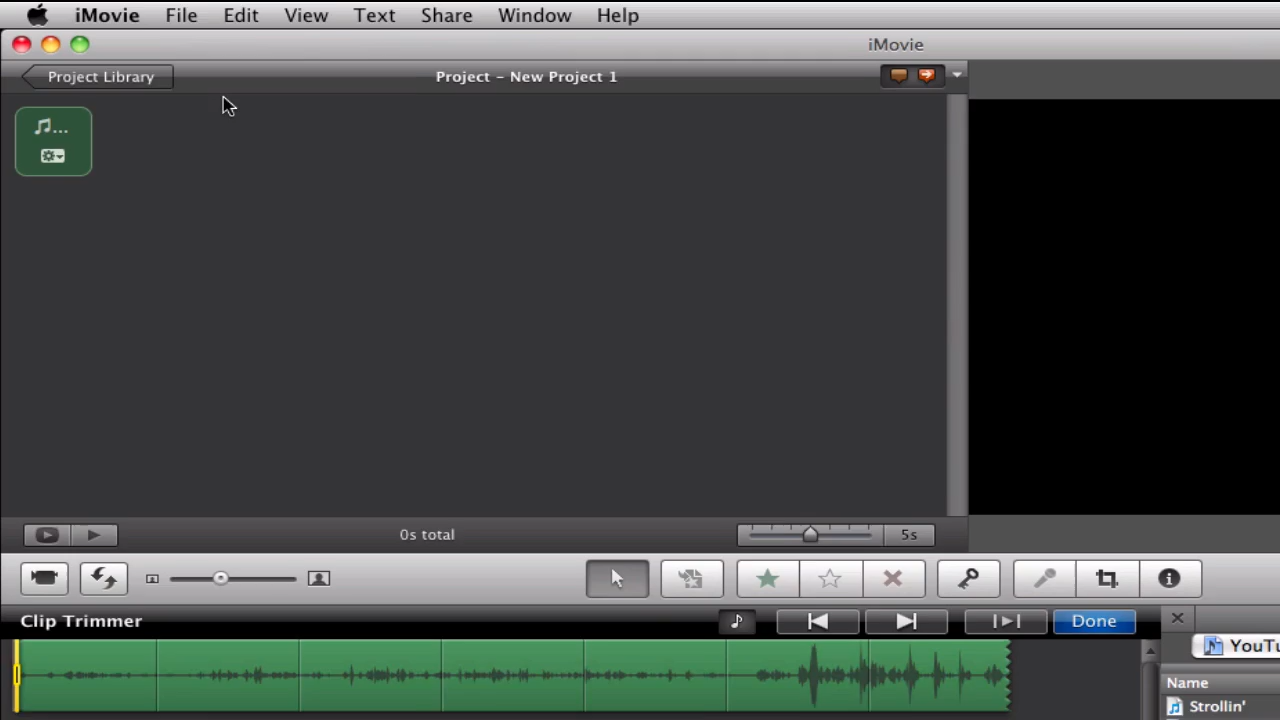 iMovie File Edit View Text Share Window Help
iMovie
Project Library
Project - New Project 1
...
0s total
5s
Clip Trimmer
Done
YouTu
Name
Strollin'